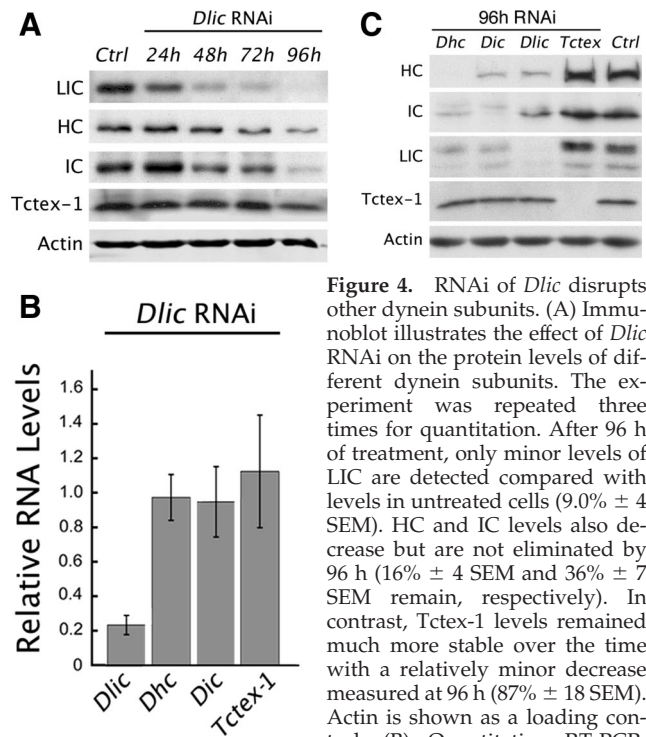 A
Dlic RNAi
Ctrl 24h 48h 72h 96h
LIC
HC
IC
Tctex-1
Actin
C
96h RNAi
Dhc Dic Dlic Tctex Ctrl
HC
IC
LIC
Tctex-1
Actin
B
Dlic RNAi
Relative RNA Levels
1.6
1.4
1.2
1.0
0.8
0.6
0.4
0.2
0
Dlic
Dhc
Dic
Tctex-1
Figure 4. RNAi of Dlic disrupts
other dynein subunits. (A) Immu-
noblot illustrates the effect of Dlic
RNAi on the protein levels of dif-
ferent dynein subunits. The ex-
periment was repeated three
times for quantitation. After 96 h
of treatment, only minor levels of
LIC are detected compared with
levels in untreated cells (9.0% ± 4
SEM). HC and IC levels also de-
crease but are not eliminated by
96 h (16% ± 4 SEM and 36% ± 7
SEM remain, respectively). In
contrast, Tctex-1 levels remained
much more stable over the time
with a relatively minor decrease
measured at 96 h (87% ± 18 SEM).
Actin is shown as a loading con-